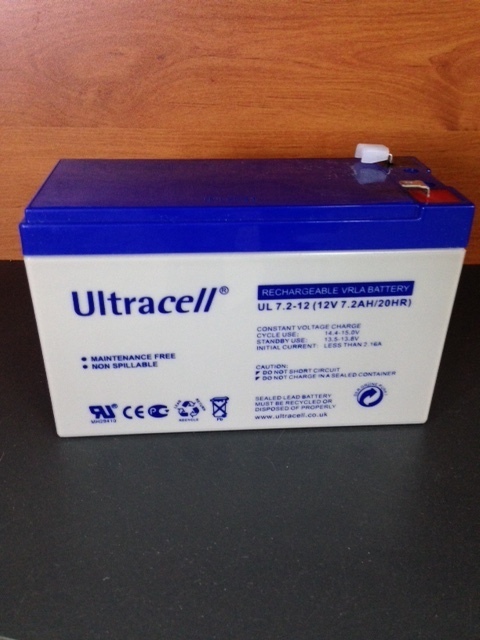 Ultracell®
RECHARGEABLE VRLA BATTERY
UL 7.2-12 (12V 7.2AH/20HR)
CONSTANT VOLTAGE CHARGE
CYCLE USE: 14.4-15.0V
STANDBY USE: 13.5-13.8V
INITIAL CURRENT: LESS THAN 2.16A
● MAINTENANCE FREE
● NON SPILLABLE
CAUTION:
DO NOT SHORT CIRCUIT
DO NOT CHARGE IN A SEALED CONTAINER
SEALED LEAD BATTERY
MUST BE RECYCLED OR
DISPOSED OF PROPERLY
www.ultracell.co.uk
CE
RECYCLE
Pb